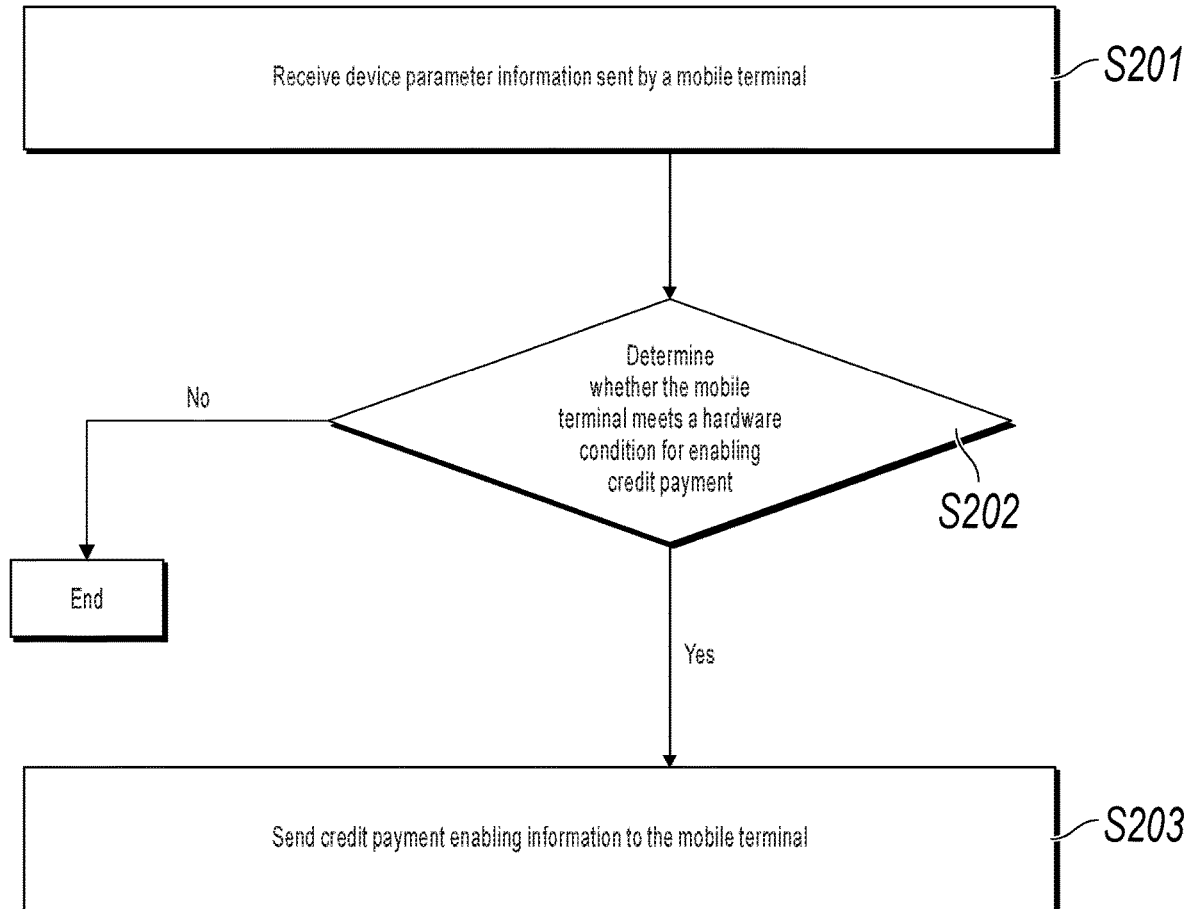 Receive device parameter information sent by a mobile terminal
S201
Determine
whether the mobile
terminal meets a hardware
condition for enabling
credit payment
No
S202
End
Yes
Send credit payment enabling information to the mobile terminal
S203